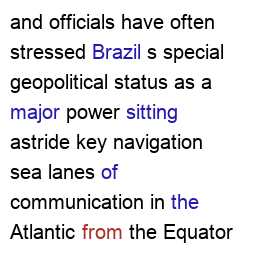 and officials have often
stressed Brazil s special
geopolitical status as a
major power sitting
astride key navigation
sea lanes of
communication in the
Atlantic from the Equator